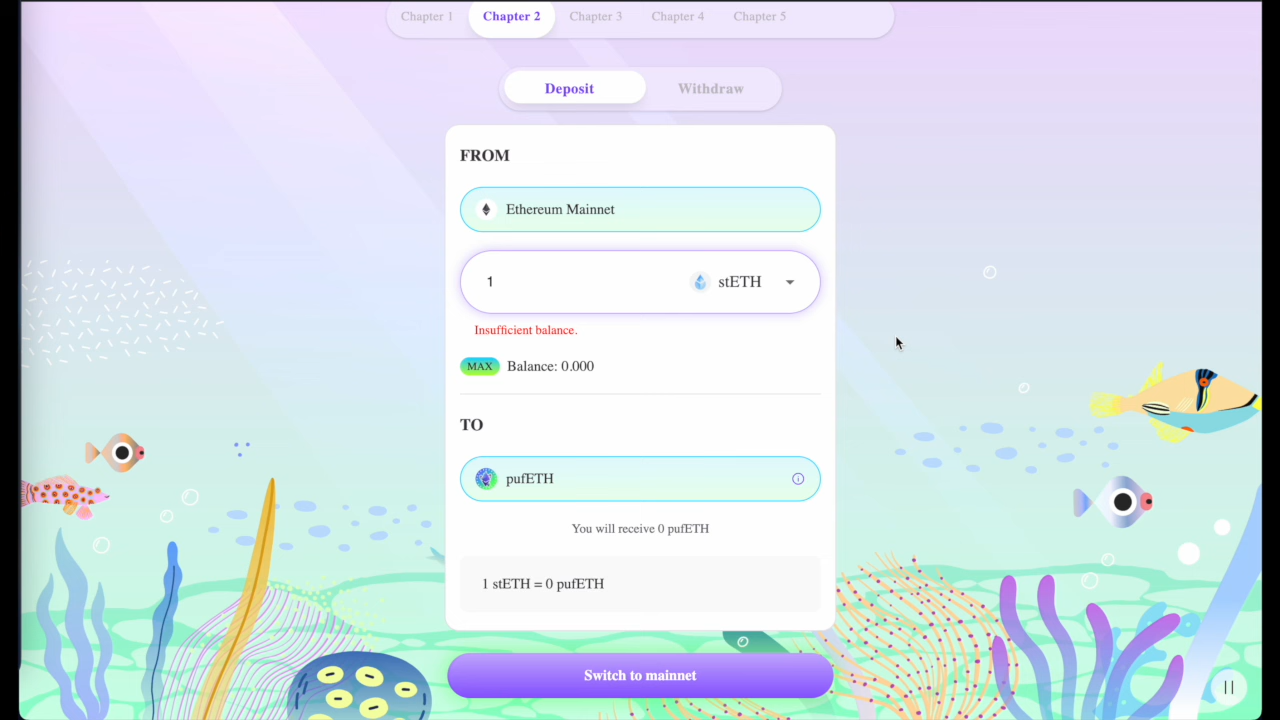 Chapter 1 Chapter 2 Chapter 3 Chapter 4 Chapter 5
Deposit Withdraw
FROM
Ethereum Mainnet
1 stETH
Insufficient balance.
MAX Balance: 0.000
TO
pufETH
You will receive 0 pufETH
1 stETH = 0 pufETH
Switch to mainnet